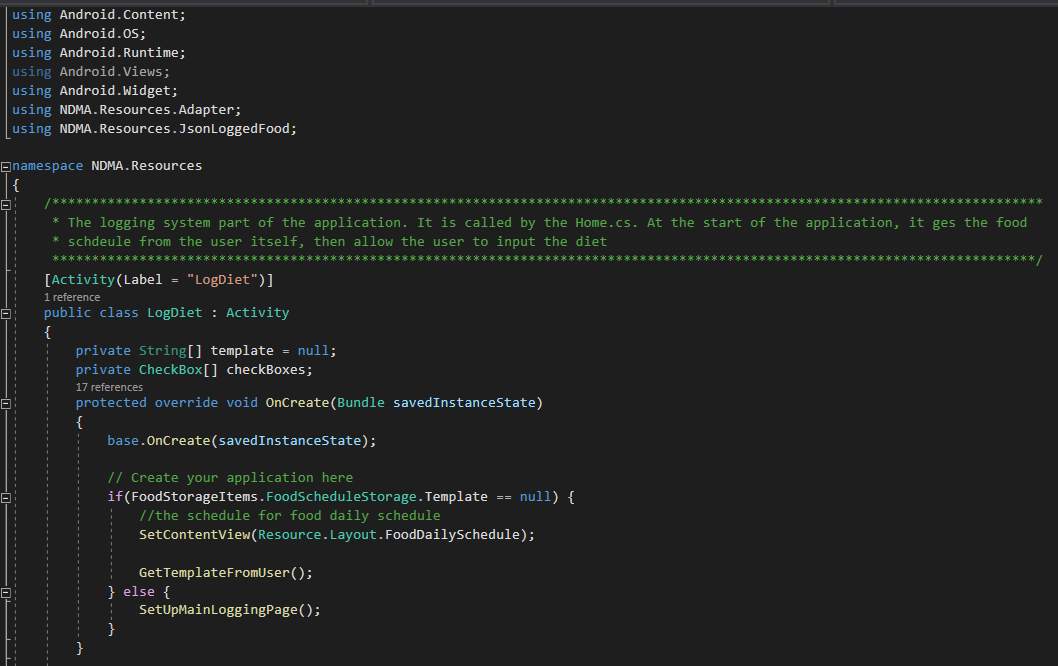 using Android.Content;
using Android.OS;
using Android.Runtime;
using Android.Views;
using Android.Widget;
using NDMA.Resources.Adapter;
using NDMA.Resources.JsonLoggedFood;
namespace NDMA.Resources
{
/*****************************************************************************************************************************
* The logging system part of the application. It is called by the Home.cs. At the start of the application, it ges the food
* schdeule from the user itself, then allow the user to input the diet
****************************************************************************************************************************/
[Activity(Label = "LogDiet")]
1 reference
public class LogDiet : Activity
{
private String[] template = null;
private CheckBox[] checkBoxes;
17 references
protected override void OnCreate(Bundle savedInstanceState)
{
base.OnCreate(savedInstanceState);
// Create your application here
if(FoodStorageItems.FoodScheduleStorage.Template == null) {
//the schedule for food daily schedule
SetContentView(Resource.Layout.FoodDailySchedule);
GetTemplateFromUser();
} else {
SetUpMainLoggingPage();
}
}